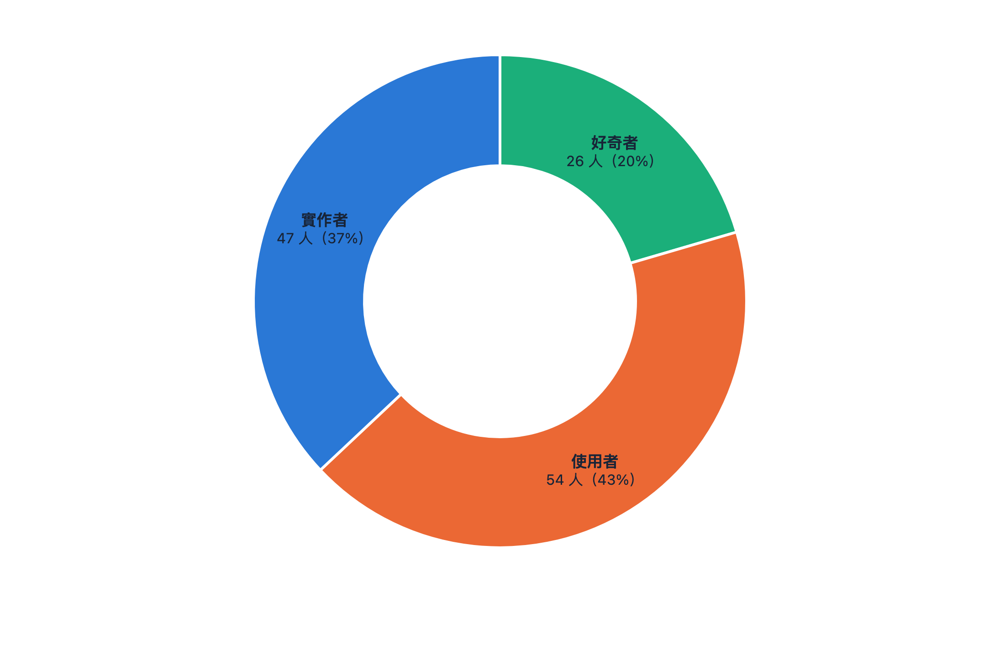 好奇者
26 人（20%）
實作者
47 人（37%）
使用者
54 人（43%）